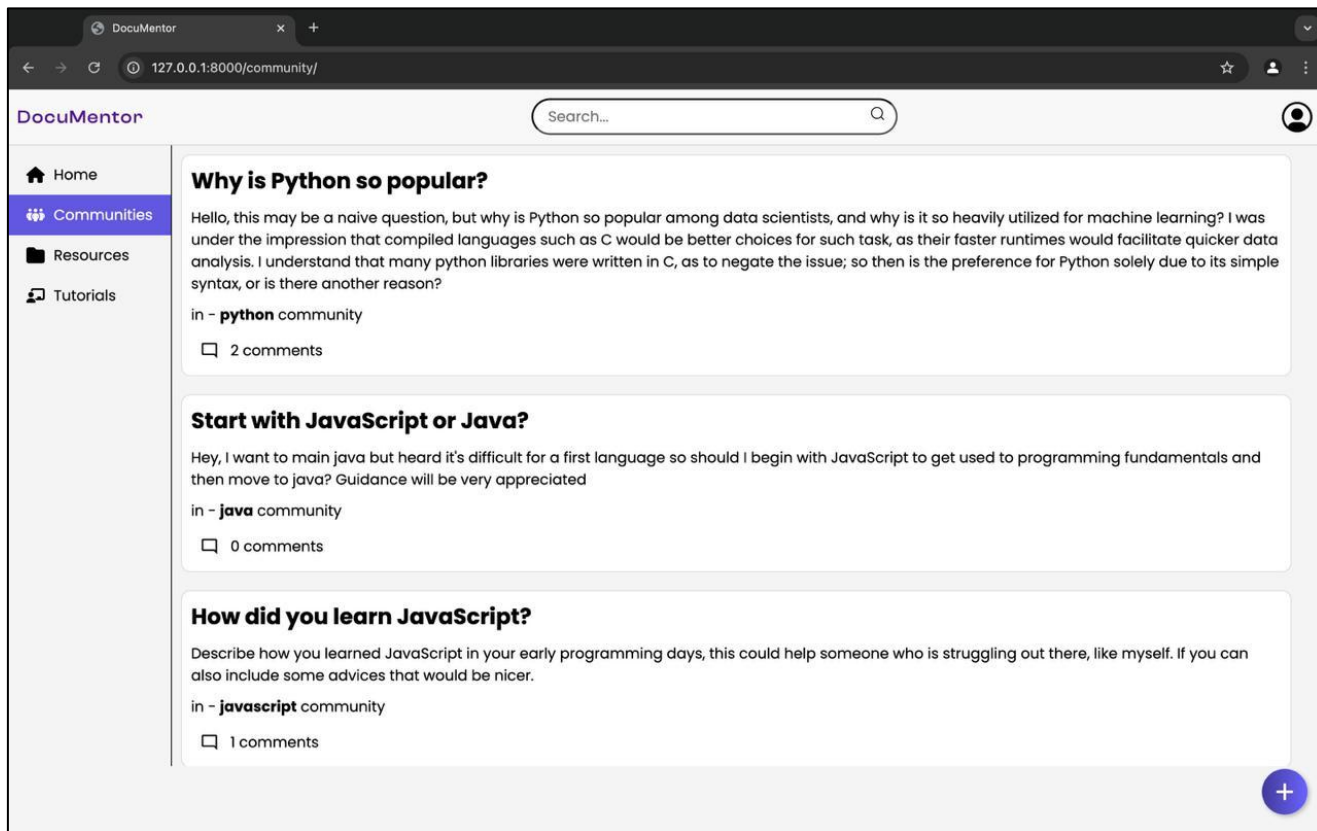 DocuMentor
127.0.0.1:8000/community/
DocuMentor
Search...
Home
Communities
Resources
Tutorials
Why is Python so popular?
Hello, this may be a naive question, but why is Python so popular among data scientists, and why is it so heavily utilized for machine learning? I was
under the impression that compiled languages such as C would be better choices for such task, as their faster runtimes would facilitate quicker data
analysis. I understand that many python libraries were written in C, as to negate the issue; so then is the preference for Python solely due to its simple
syntax, or is there another reason?
in - python community
2 comments
Start with JavaScript or Java?
Hey, I want to main java but heard it's difficult for a first language so should I begin with JavaScript to get used to programming fundamentals and
then move to java? Guidance will be very appreciated
in - java community
0 comments
How did you learn JavaScript?
Describe how you learned JavaScript in your early programming days, this could help someone who is struggling out there, like myself. If you can
also include some advices that would be nicer.
in - javascript community
1 comments